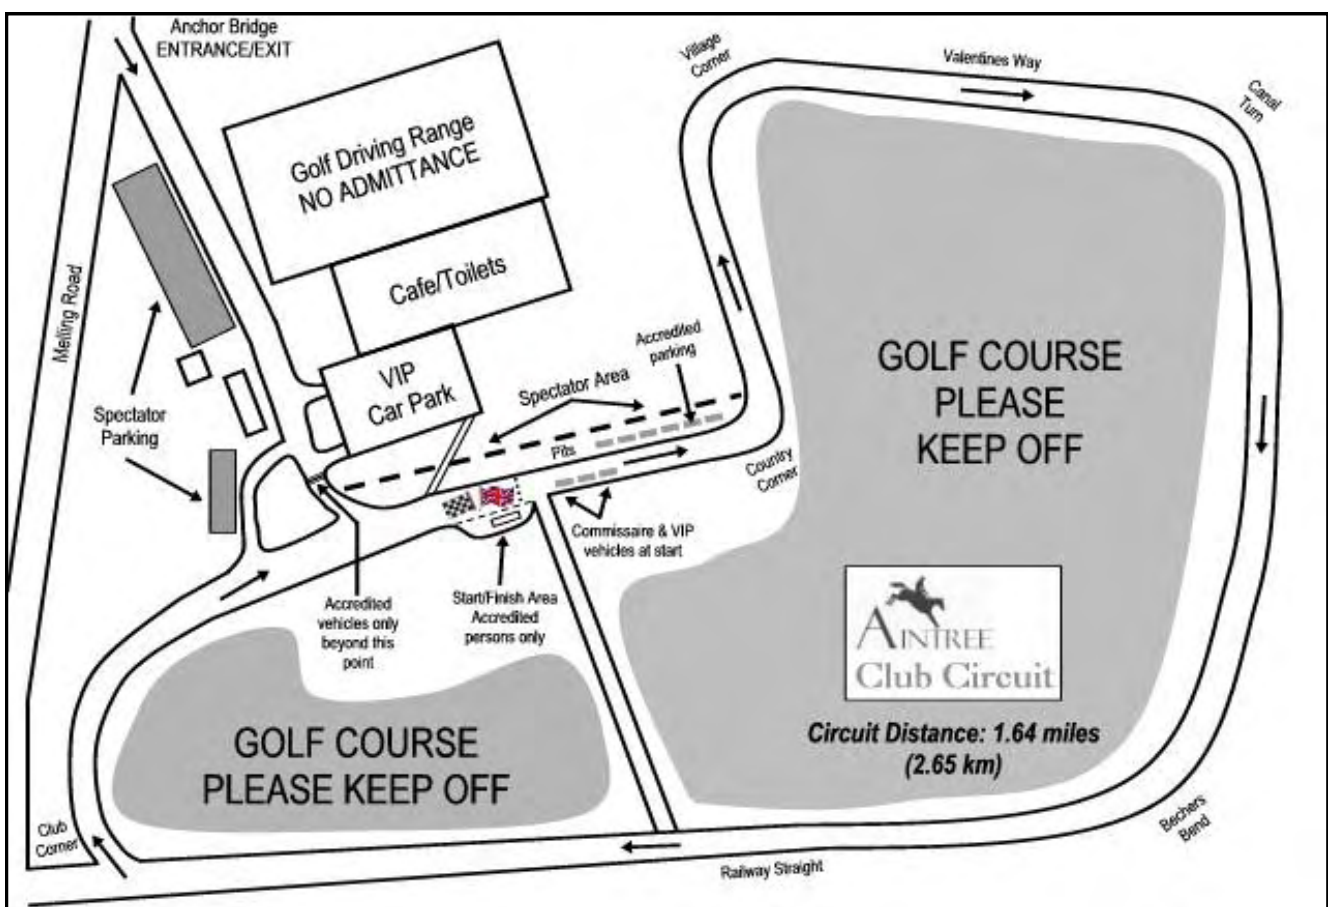 Anchor Bridge
ENTRANCE/EXIT
Village
Corner
Valentines Way
Canal
Turn
Golf Driving Range
NO ADMITTANCE
Cafe/Toilets
Melling Road
VIP
Car Park
Accredited
parking
Spectator Area
Spectator
Parking
Pits
Country
Corner
GOLF COURSE
PLEASE
KEEP OFF
Commissaire & VIP
vehicles at start
Accredited
vehicles only
beyond this
point
Start/Finish Area
Accredited
persons only
AINTREE
Club Circuit
Circuit Distance: 1.64 miles
(2.65 km)
GOLF COURSE
PLEASE KEEP OFF
Club
Corner
Bechers
Bend
Railway Straight